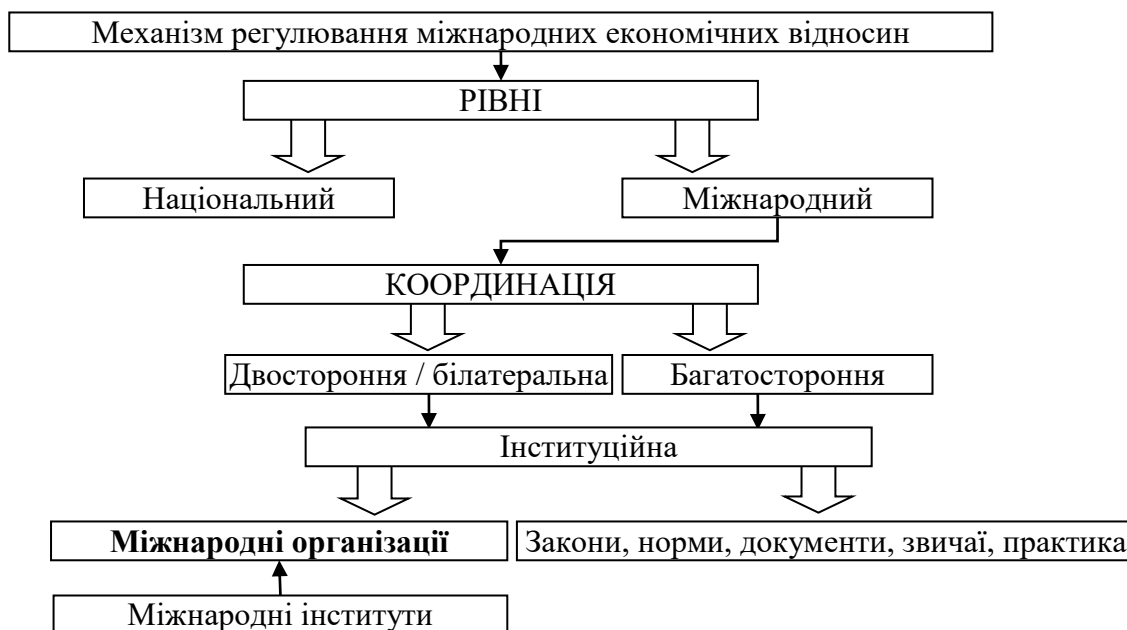 Механізм регулювання міжнародних економічних відносин
РІВНІ
Національний
Міжнародний
КООРДИНАЦІЯ
Двостороння / білатеральна
Багатостороння
Інституційна
Міжнародні організації
Закони, норми, документи, звичаї, практика
Міжнародні інститути